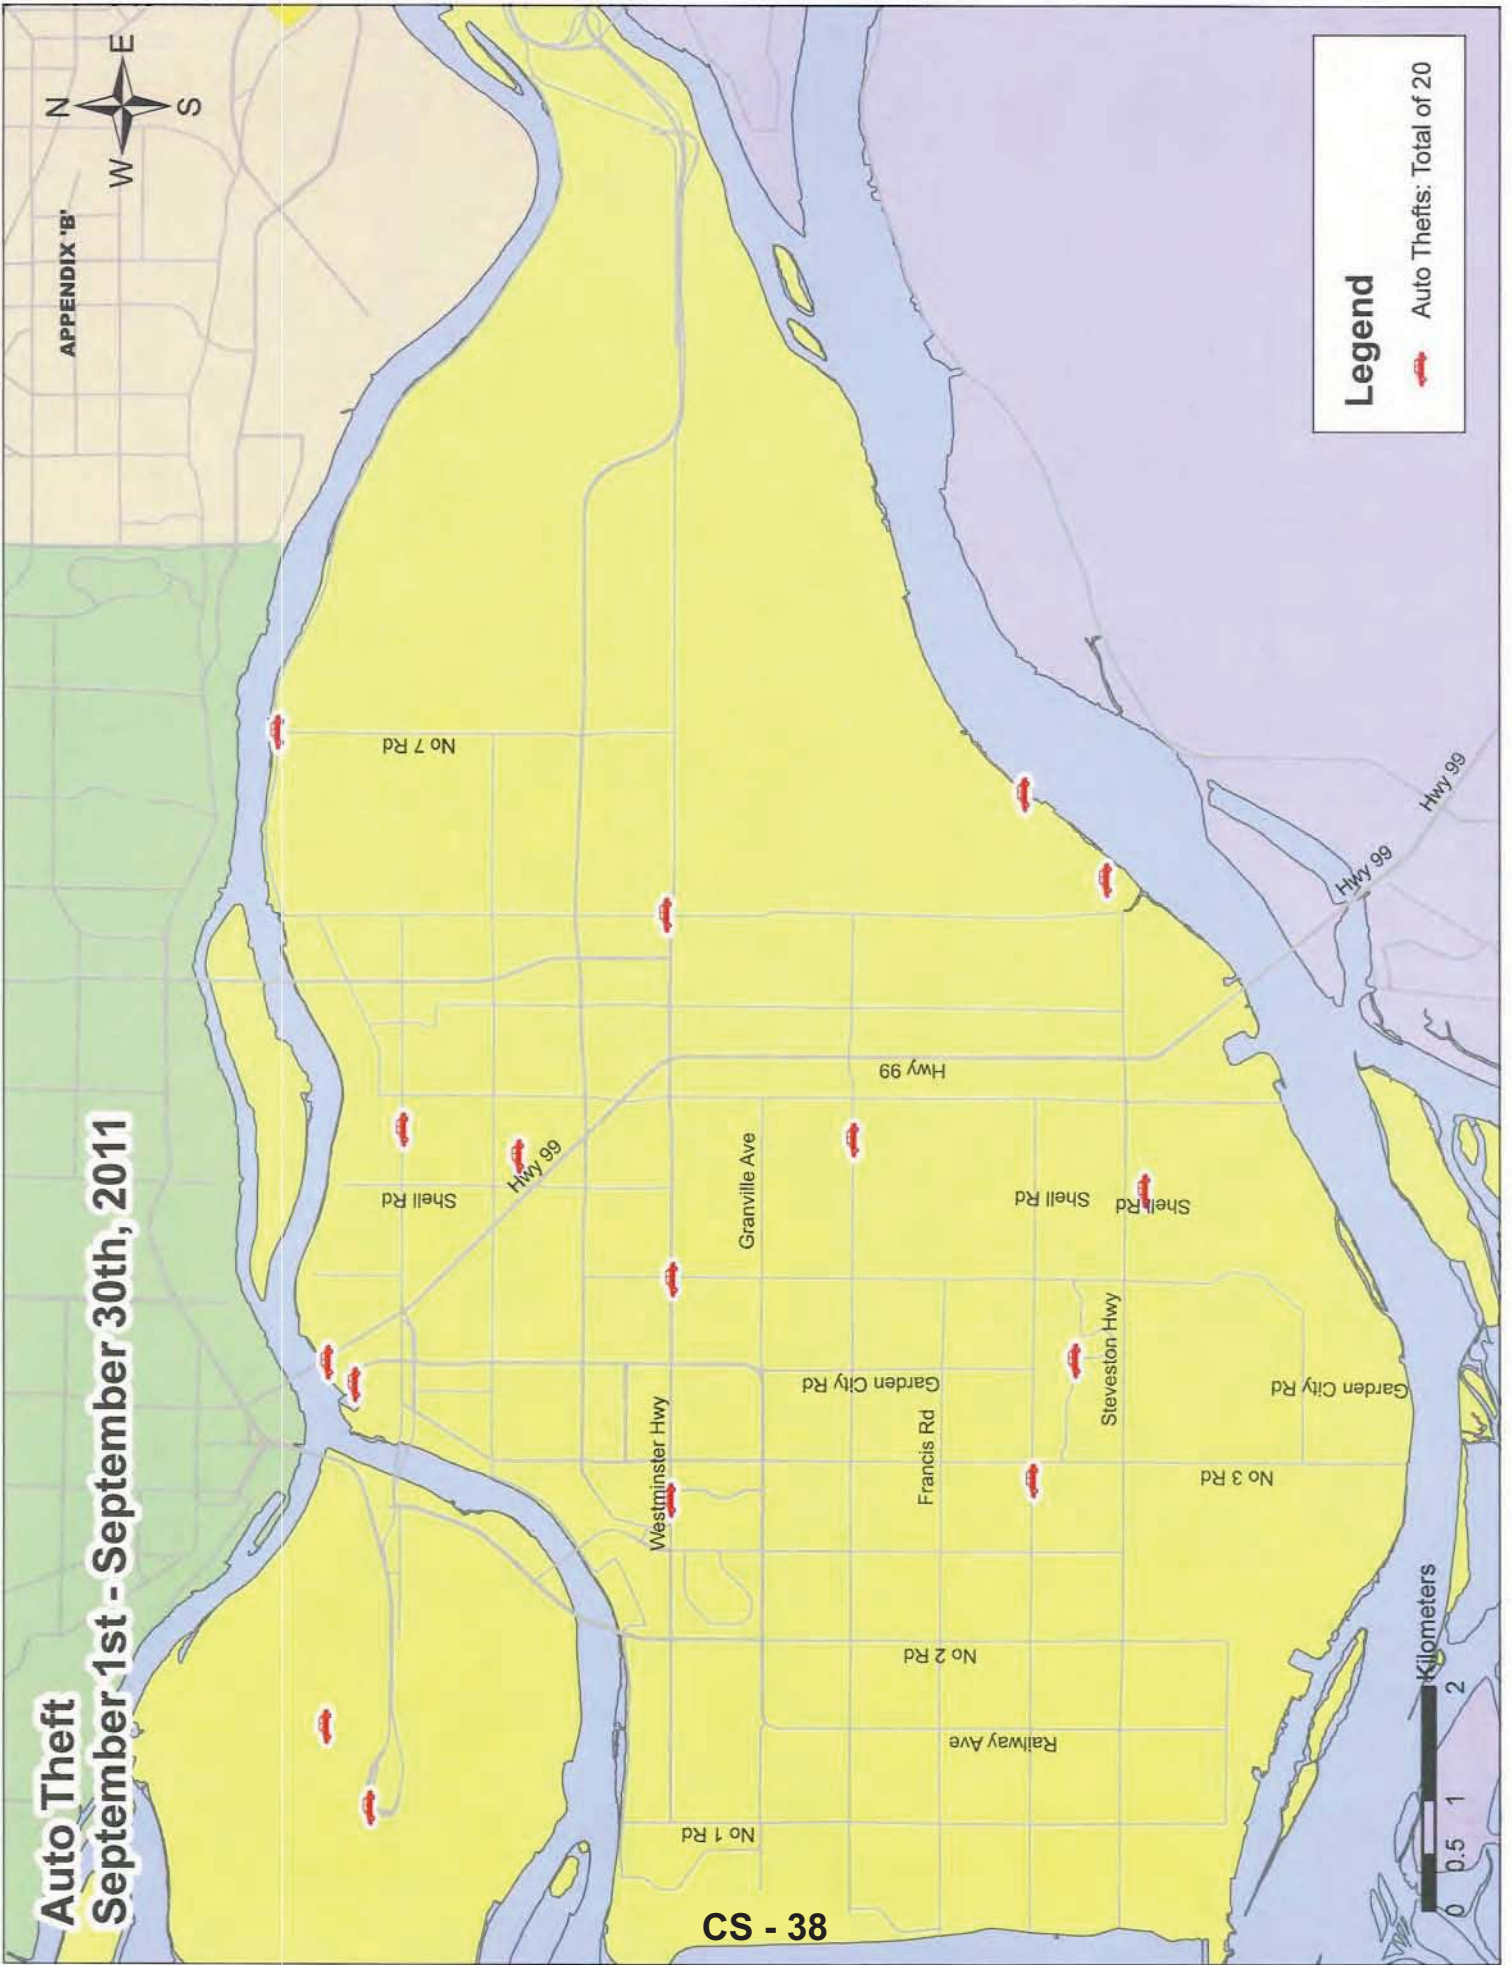 Auto Theft
September 1st - September 30th, 2011
APPENDIX 'B'
N
W
E
S
No 7 Rd
Hwy 99
Shell Rd
Hwy 99
Granville Ave
Shell Rd
Shell Rd
Westminster Hwy
Garden City Rd
Francis Rd
Steveston Hwy
Garden City Rd
No 3 Rd
No 2 Rd
Railway Ave
No 1 Rd
Hwy 99
Hwy 99
Legend
Auto Thefts: Total of 20
0 0.5 1 2
Kilometers
CS - 38